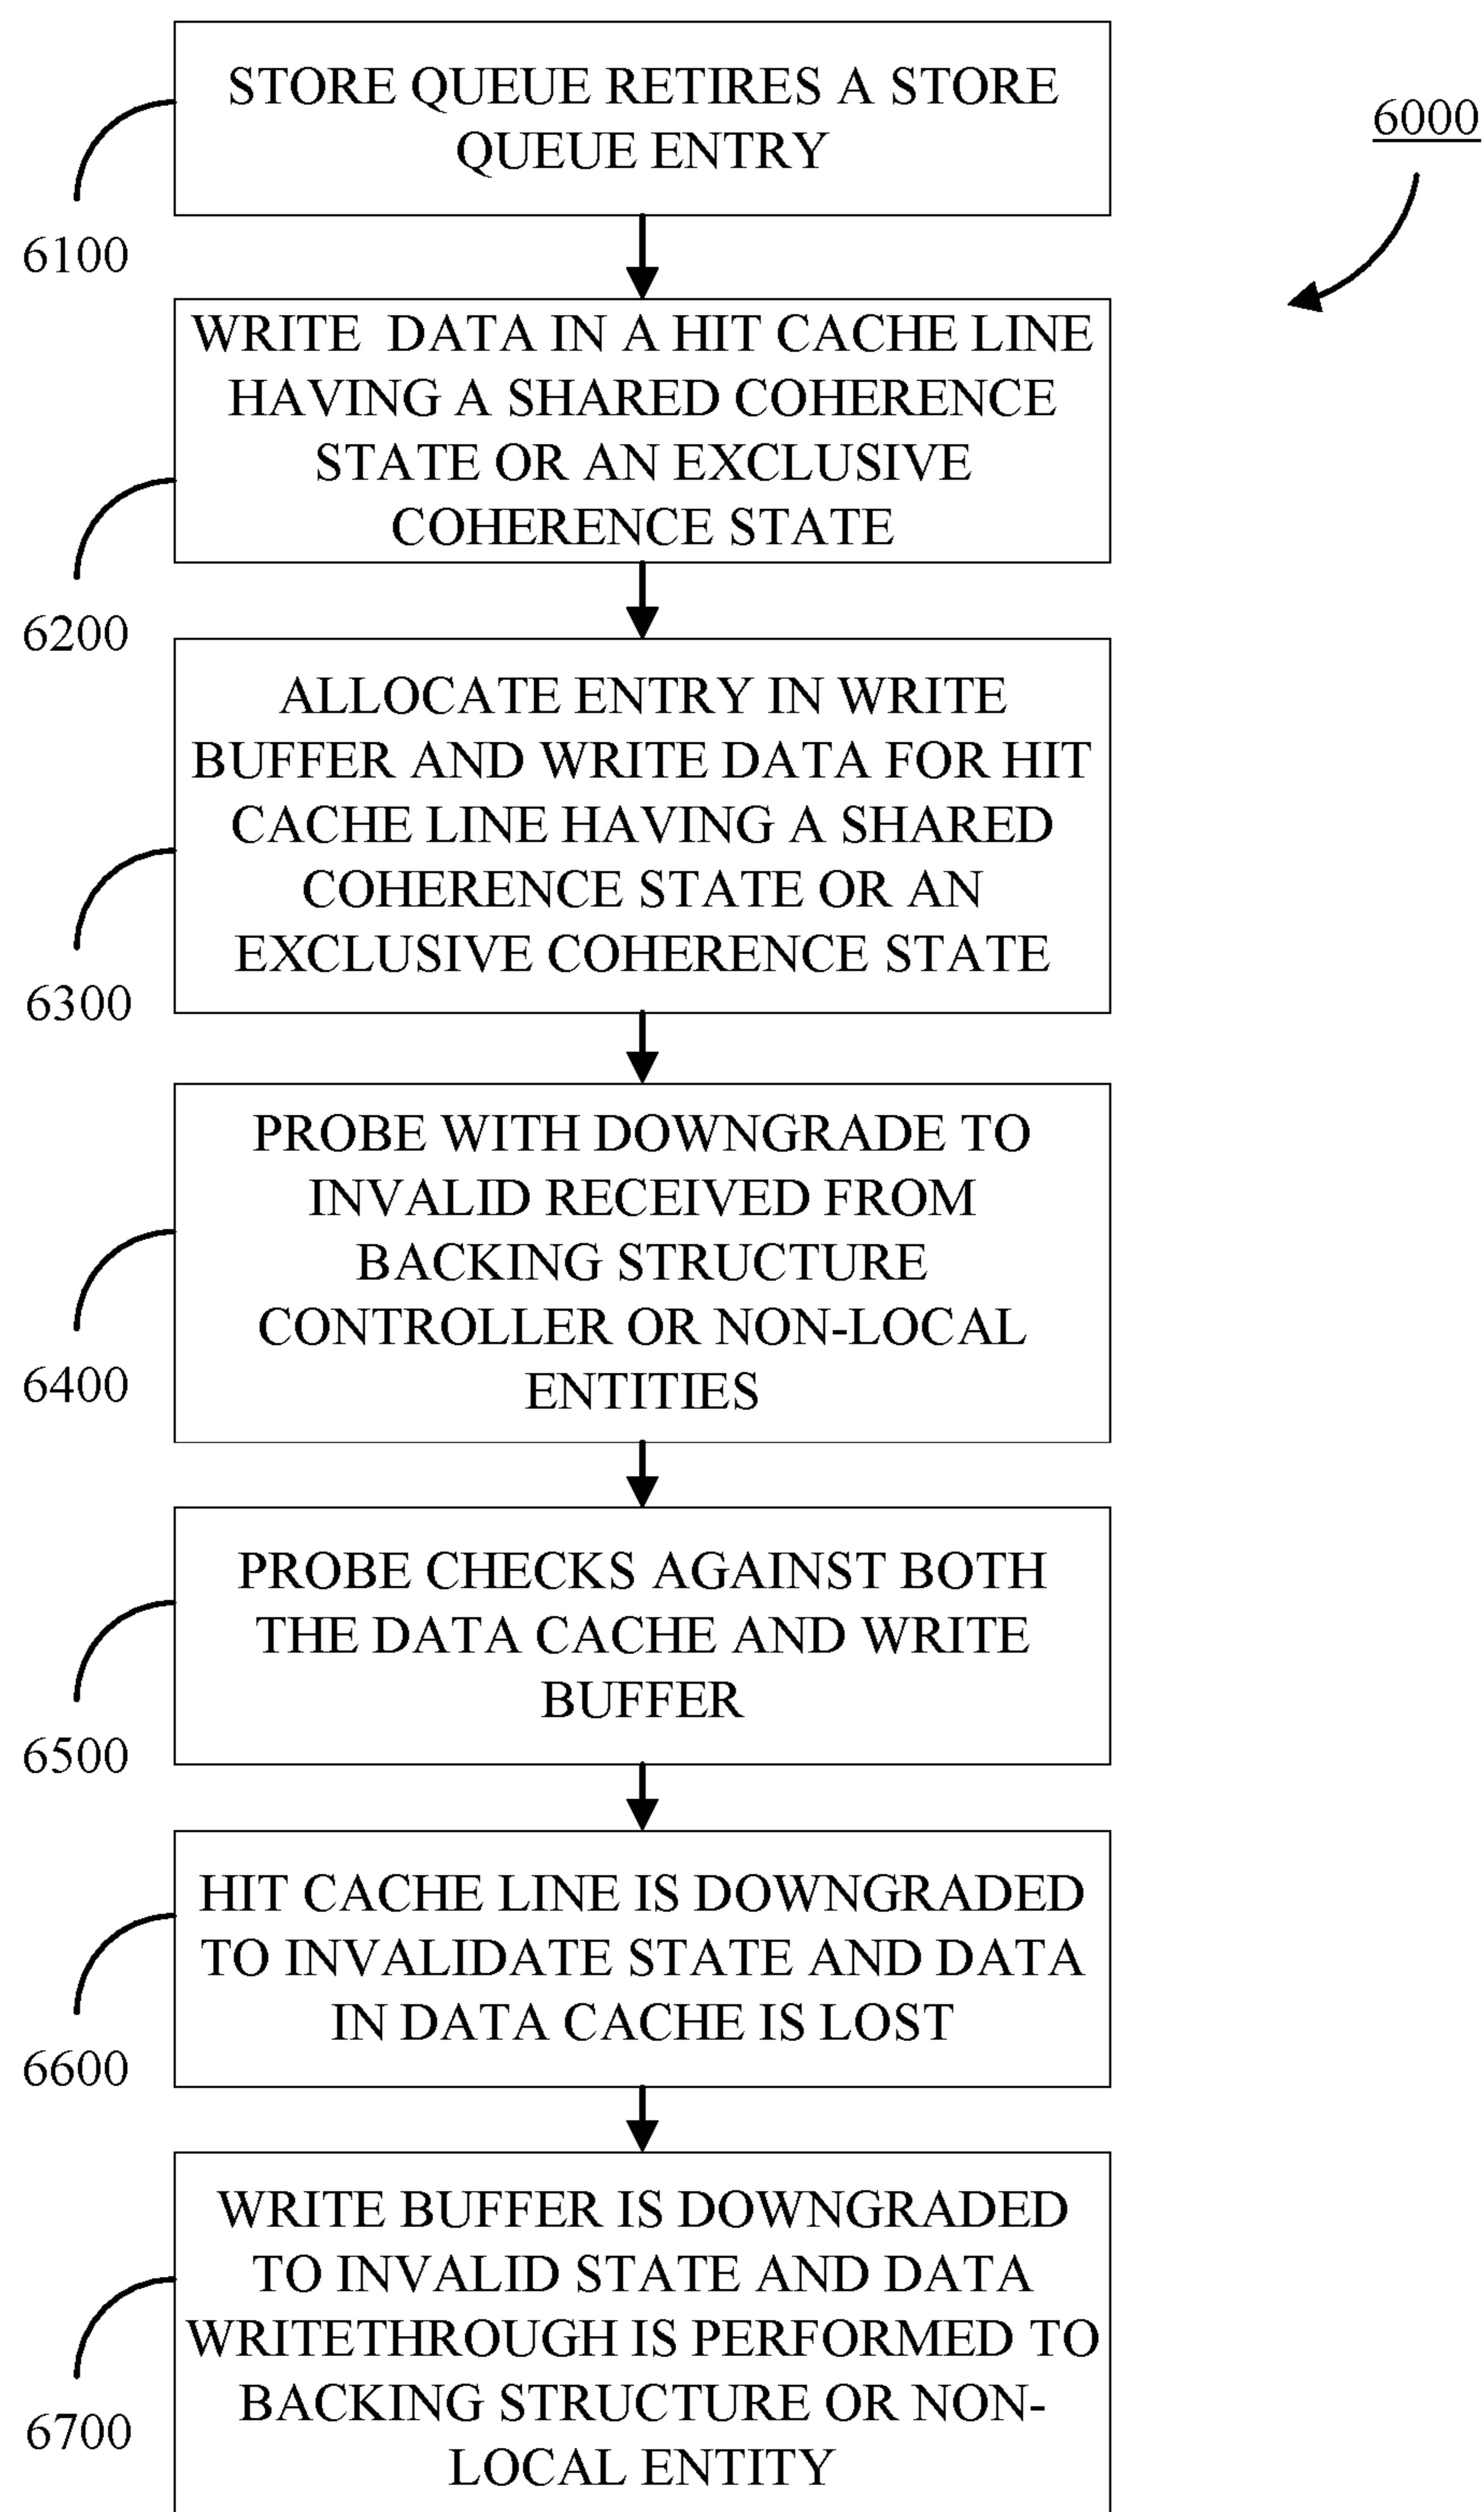 STORE QUEUE RETIRES A STORE
QUEUE ENTRY
6000
6100
WRITE DATA IN A HIT CACHE LINE
HAVING A SHARED COHERENCE
STATE OR AN EXCLUSIVE
COHERENCE STATE
6200
ALLOCATE ENTRY IN WRITE
BUFFER AND WRITE DATA FOR HIT
CACHE LINE HAVING A SHARED
COHERENCE STATE OR AN
EXCLUSIVE COHERENCE STATE
6300
PROBE WITH DOWNGRADE TO
INVALID RECEIVED FROM
BACKING STRUCTURE
CONTROLLER OR NON-LOCAL
ENTITIES
6400
PROBE CHECKS AGAINST BOTH
THE DATA CACHE AND WRITE
BUFFER
6500
HIT CACHE LINE IS DOWNGRADED
TO INVALIDATE STATE AND DATA
IN DATA CACHE IS LOST
6600
WRITE BUFFER IS DOWNGRADED
TO INVALID STATE AND DATA
WRITETHROUGH IS PERFORMED TO
BACKING STRUCTURE OR NON-
LOCAL ENTITY
6700